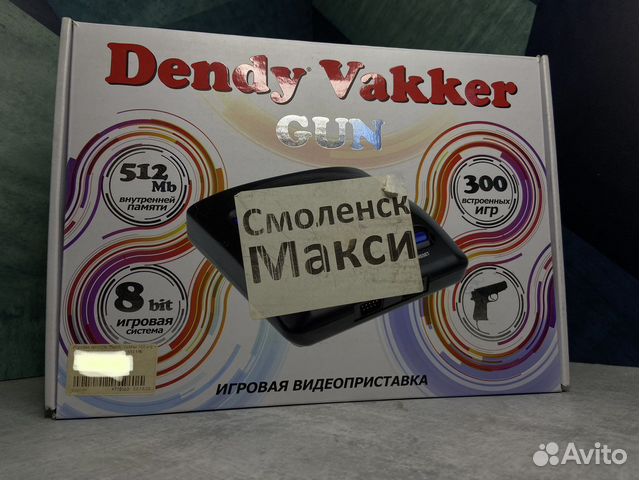 Dendy Vakker
GUN
512
Mb
внутренней
памяти
300
встроенных
игр
Смоленск
Макси
RESET
8 bit
игровая
система
ИГРОВАЯ ВИДЕОПРИСТАВКА
Avito